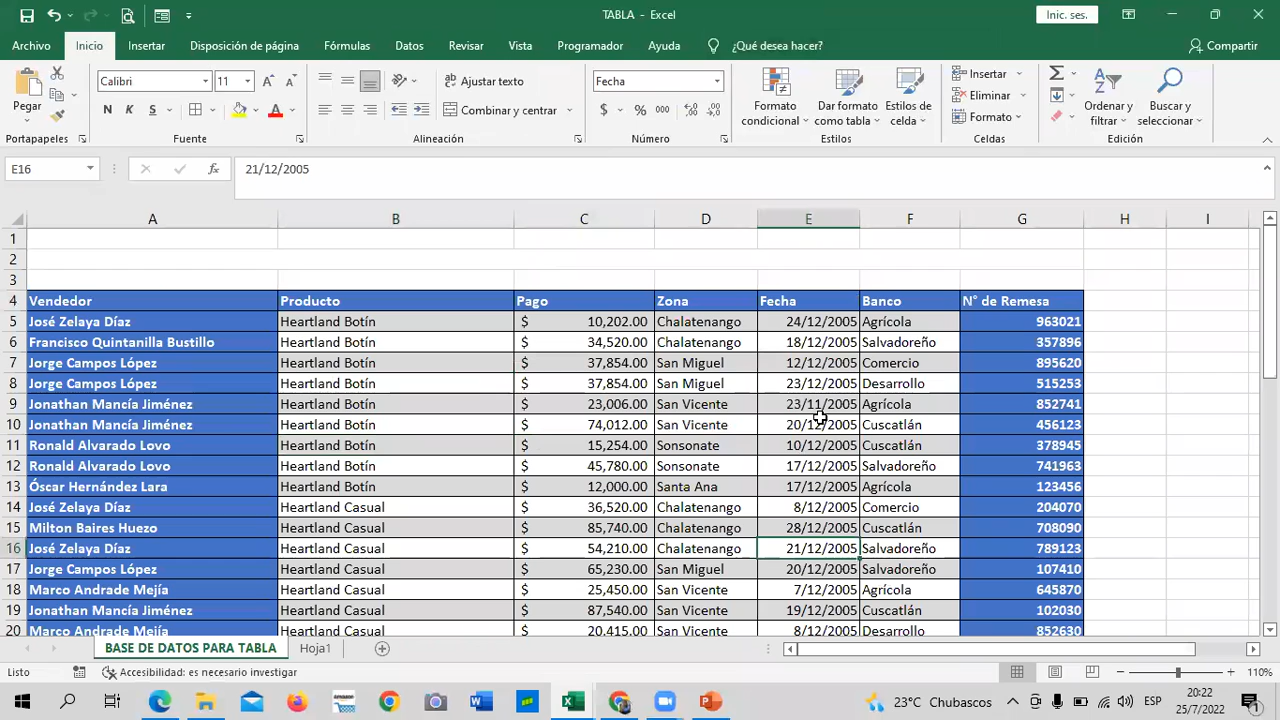 TABLA - Excel
Inic. ses.
Archivo Inicio Insertar Disposición de página Fórmulas Datos Revisar Vista Programador Ayuda ¿Qué desea hacer? Compartir
Pegar
Calibri 11
N K S
Ajustar texto
Combinar y centrar
Fecha
$ % 000
Formato condicional
Dar formato como tabla
Estilos de celda
Insertar
Eliminar
Formato
Ordenar y filtrar
Buscar y seleccionar
Portapapeles Fuente Alineación Número Estilos Celdas Edición
E16 fx 21/12/2005
A B C D E F G H I
1
2
3
4 Vendedor Producto Pago Zona Fecha Banco N° de Remesa
5 José Zelaya Díaz Heartland Botín $ 10,202.00 Chalatenango 24/12/2005 Agrícola 963021
6 Francisco Quintanilla Bustillo Heartland Botín $ 34,520.00 Chalatenango 18/12/2005 Salvadoreño 357896
7 Jorge Campos López Heartland Botín $ 37,854.00 San Miguel 12/12/2005 Comercio 895620
8 Jorge Campos López Heartland Botín $ 37,854.00 San Miguel 23/12/2005 Desarrollo 515253
9 Jonathan Mancía Jiménez Heartland Botín $ 23,006.00 San Vicente 23/11/2005 Agrícola 852741
10 Jonathan Mancía Jiménez Heartland Botín $ 74,012.00 San Vicente 20/12/2005 Cuscatlán 456123
11 Ronald Alvarado Lovo Heartland Botín $ 15,254.00 Sonsonate 10/12/2005 Cuscatlán 378945
12 Ronald Alvarado Lovo Heartland Botín $ 45,780.00 Sonsonate 17/12/2005 Salvadoreño 741963
13 Óscar Hernández Lara Heartland Botín $ 12,000.00 Santa Ana 17/12/2005 Agrícola 123456
14 José Zelaya Díaz Heartland Casual $ 36,520.00 Chalatenango 8/12/2005 Comercio 204070
15 Milton Baires Huezo Heartland Casual $ 85,740.00 Chalatenango 28/12/2005 Cuscatlán 708090
16 José Zelaya Díaz Heartland Casual $ 54,210.00 Chalatenango 21/12/2005 Salvadoreño 789123
17 Jorge Campos López Heartland Casual $ 65,230.00 San Miguel 20/12/2005 Salvadoreño 107410
18 Marco Andrade Mejía Heartland Casual $ 25,450.00 San Vicente 7/12/2005 Agrícola 645870
19 Jonathan Mancía Jiménez Heartland Casual $ 87,540.00 San Vicente 19/12/2005 Cuscatlán 102030
20 Marco Andrade Mejía Heartland Casual $ 20,415.00 San Vicente 8/12/2005 Desarrollo 852630
BASE DE DATOS PARA TABLA Hoja1
Listo Accesibilidad: es necesario investigar 110%
23°C Chubascos ESP 20:22
25/7/2022